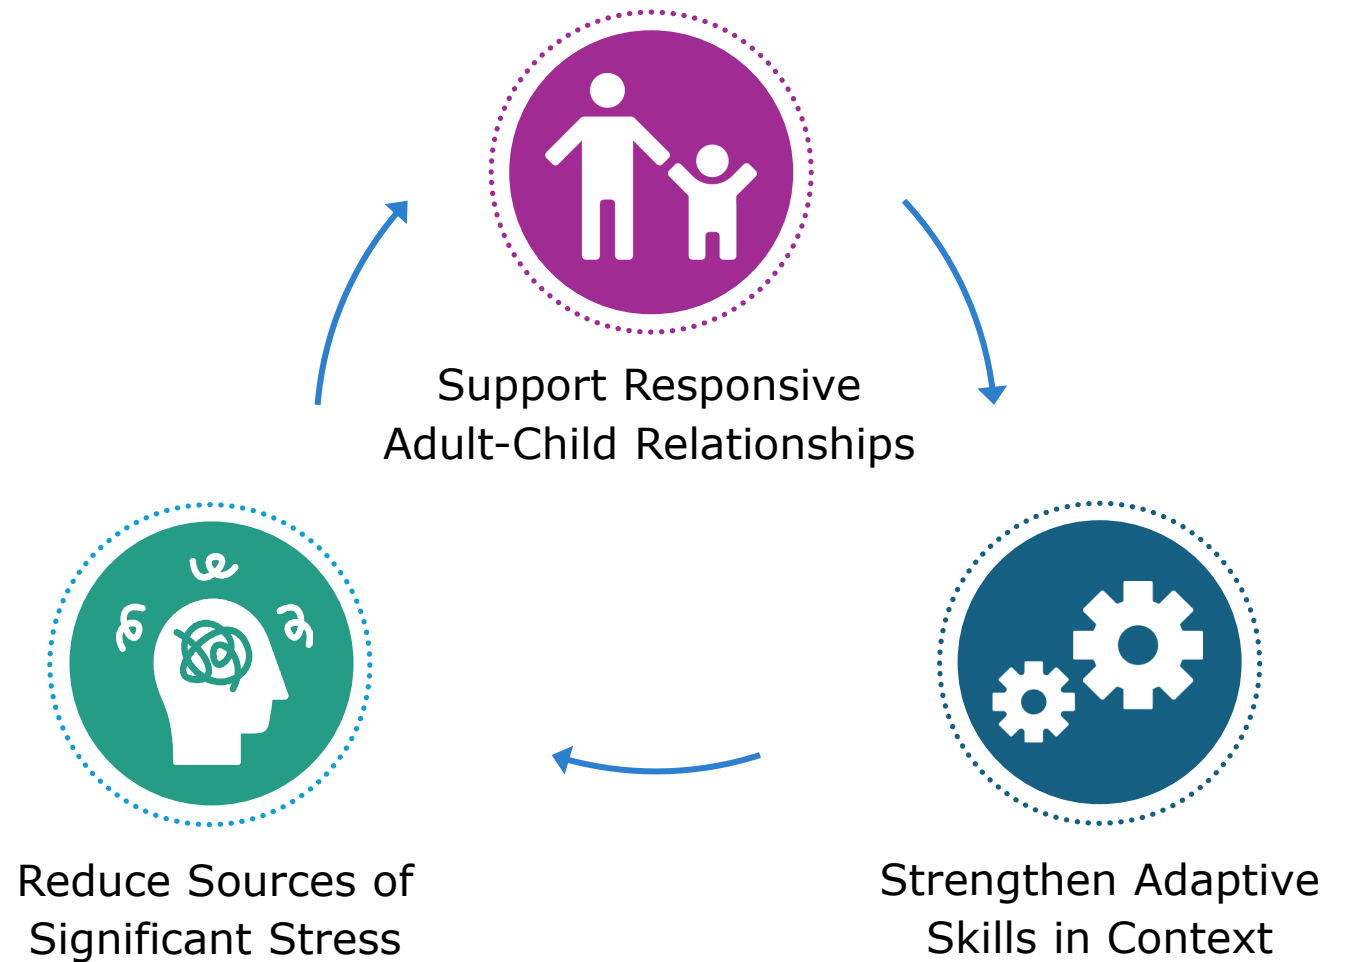 Support Responsive
Adult-Child Relationships
Reduce Sources of
Significant Stress
Strengthen Adaptive
Skills in Context